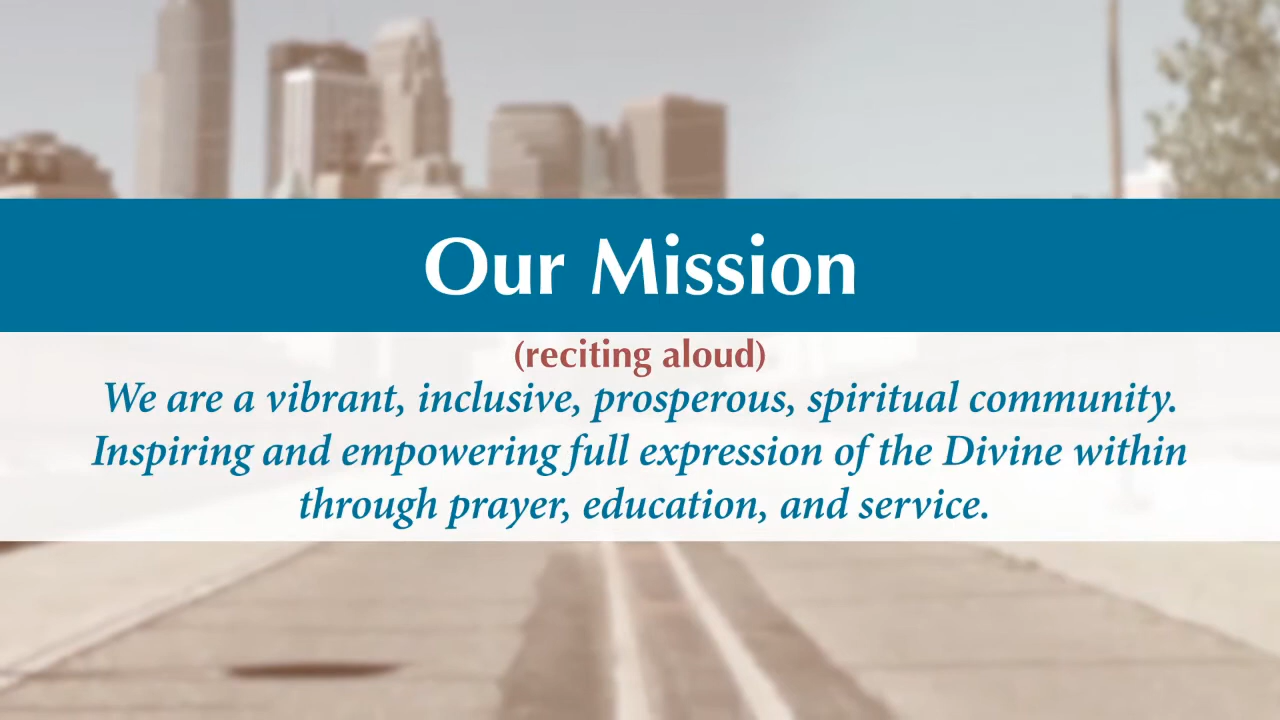 Our Mission
(reciting aloud)
We are a vibrant, inclusive, prosperous, spiritual community.
Inspiring and empowering full expression of the Divine within
through prayer, education, and service.